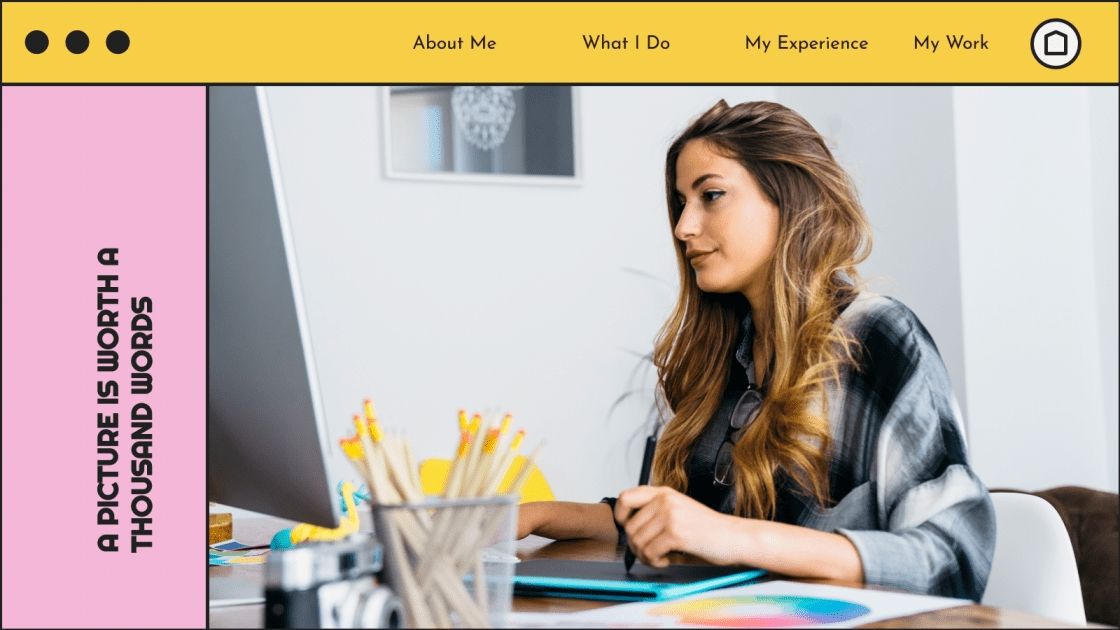 About Me
What I Do
My Experience
My Work
A PICTURE IS WORTH A
THOUSAND WORDS